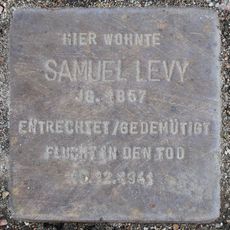 HIER WOHNTE
SAMUEL LEVY
JG. 1857
ENTRECHTET/GEDEMÜTIGT
FLUCHT IN DEN TOD
12.1941